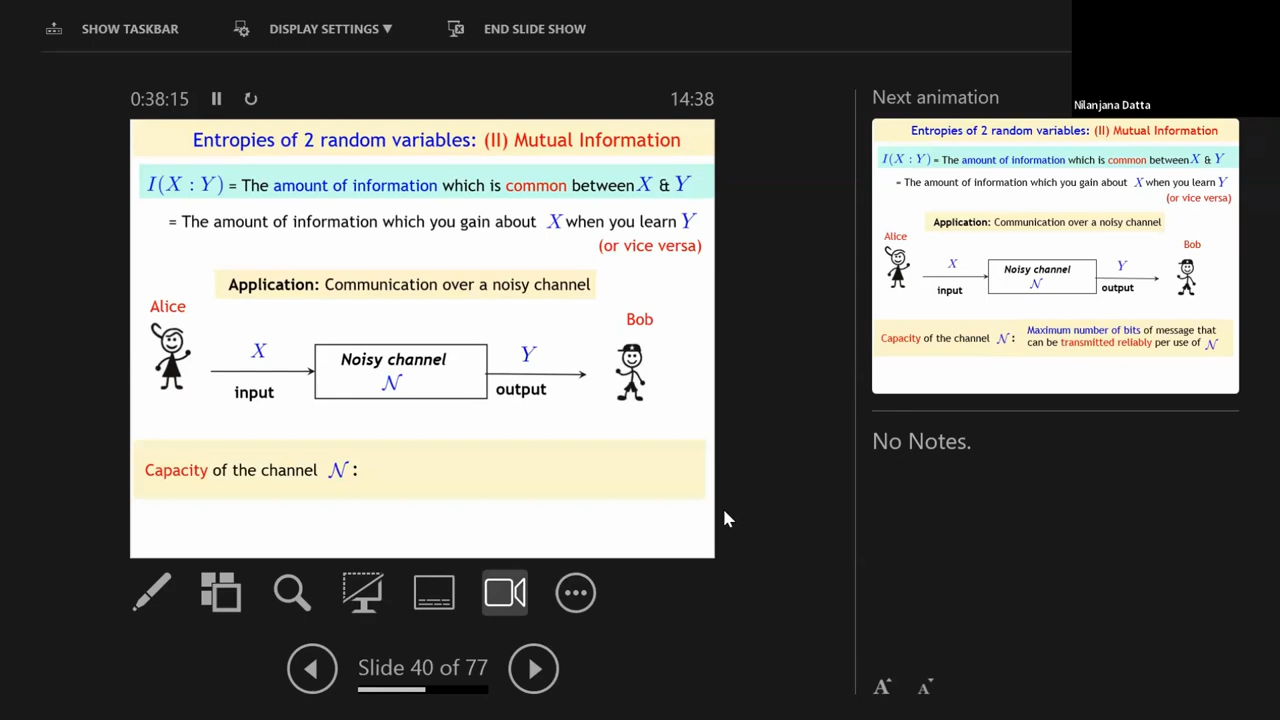 SHOW TASKBAR DISPLAY SETTINGS ▼ END SLIDE SHOW
0:38:15 14:38
Entropies of 2 random variables: (II) Mutual Information
I(X : Y) = The amount of information which is common between X & Y
= The amount of information which you gain about X when you learn Y
(or vice versa)
Application: Communication over a noisy channel
Alice
Bob
X
Noisy channel
Y
𝒩
input
output
Capacity of the channel 𝒩 :
Slide 40 of 77
Next animation
Nilanjana Datta
Entropies of 2 random variables: (II) Mutual Information
I(X : Y) = The amount of information which is common between X & Y
= The amount of information which you gain about X when you learn Y
(or vice versa)
Application: Communication over a noisy channel
Alice
Bob
X
Noisy channel
Y
𝒩
input
output
Capacity of the channel 𝒩 : Maximum number of bits of message that
can be transmitted reliably per use of 𝒩
No Notes.
A A